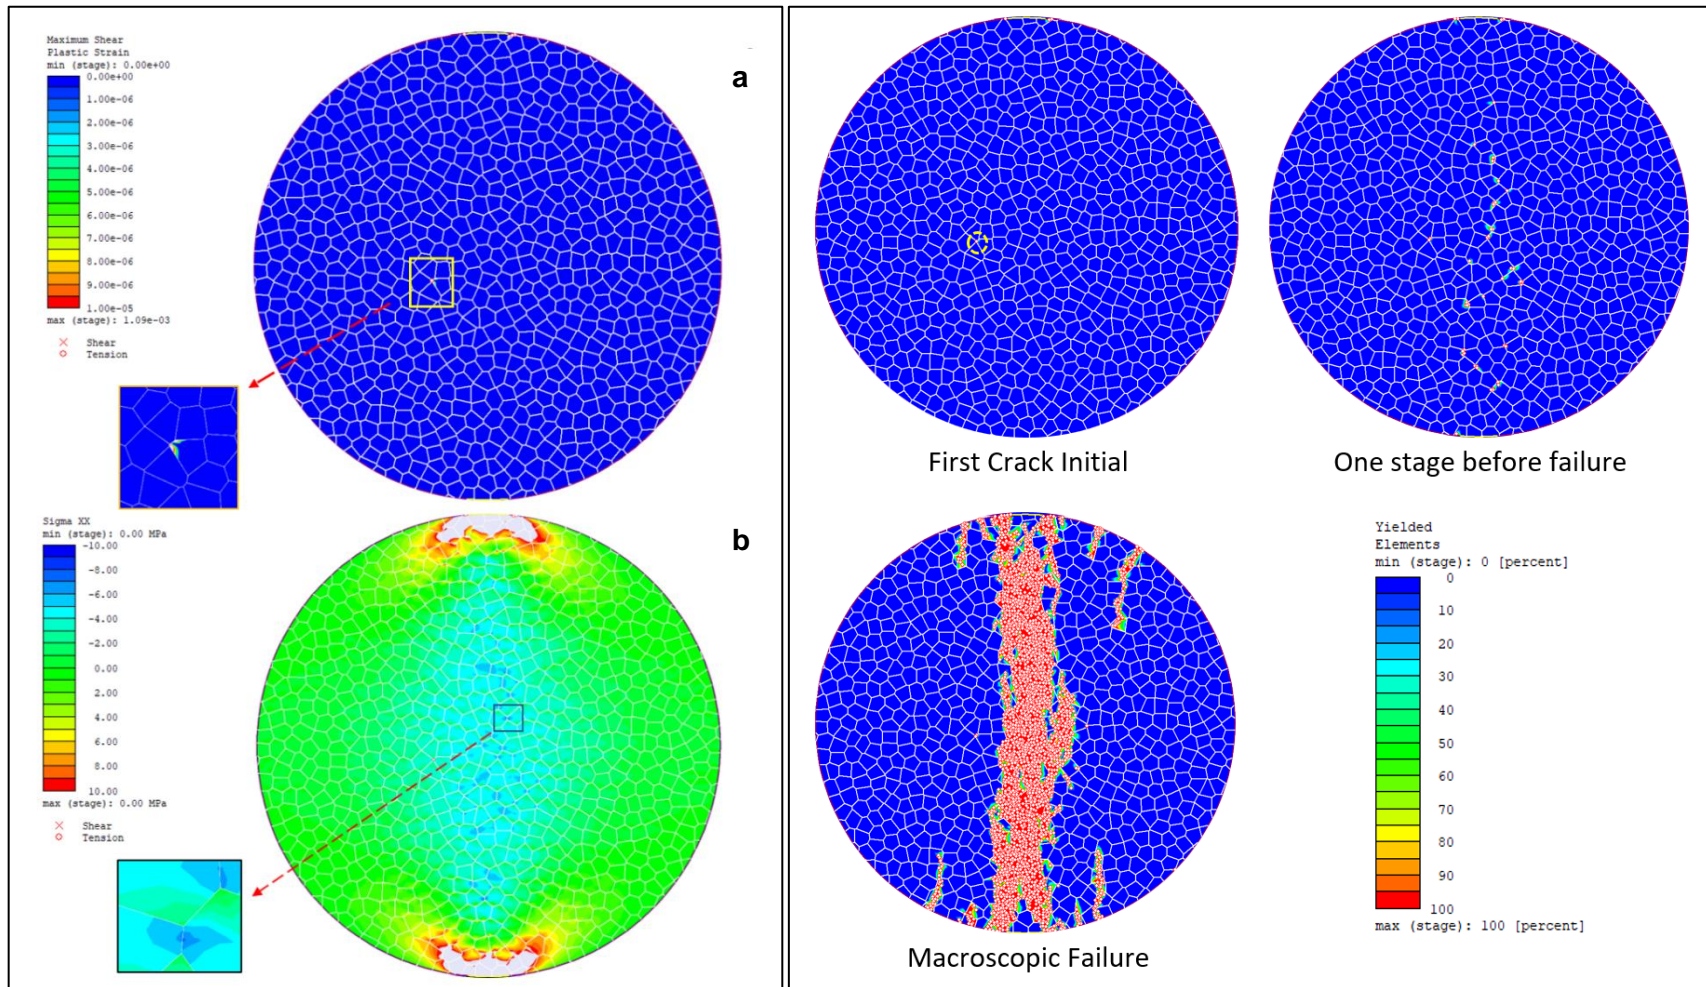 Maximum Shear
Plastic Strain
min (stage): 0.00e+00
0.00e+00
1.00e-06
2.00e-06
3.00e-06
4.00e-06
5.00e-06
6.00e-06
7.00e-06
8.00e-06
9.00e-06
1.00e-05
max (stage): 1.09e-03
Shear
Tension
a
Sigma XX
min (stage): 0.00 MPa
-10.00
-8.00
-6.00
-4.00
-2.00
0.00
2.00
4.00
6.00
8.00
10.00
max (stage): 0.00 MPa
Shear
Tension
b
First Crack Initial
One stage before failure
Macroscopic Failure
Yielded
Elements
min (stage): 0 [percent]
0
10
20
30
40
50
60
70
80
90
100
max (stage): 100 [percent]